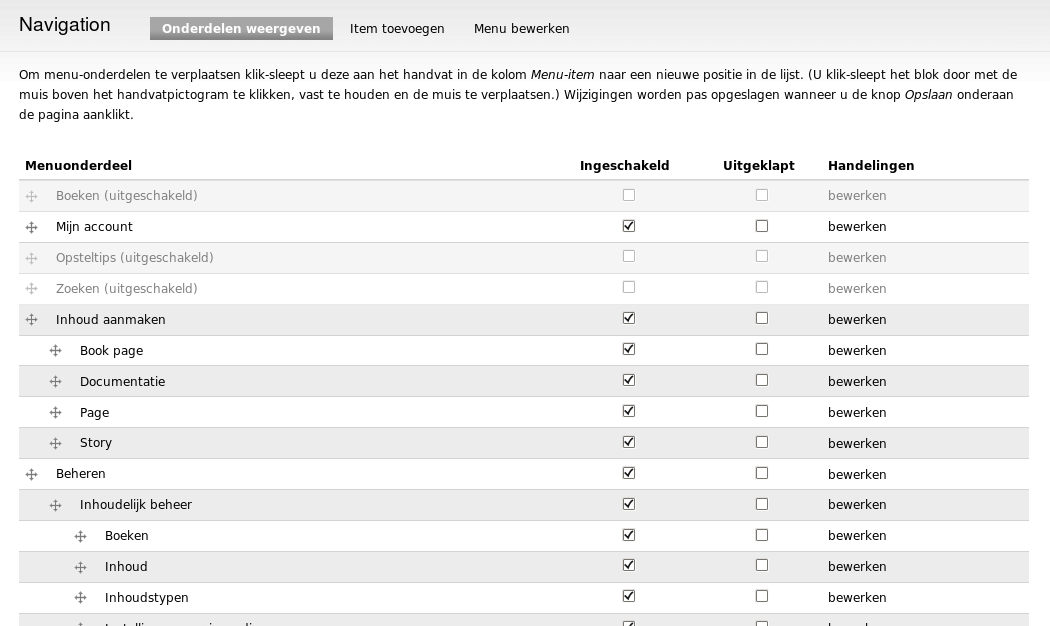 Navigation
Onderdelen weergeven Item toevoegen Menu bewerken
Om menu-onderdelen te verplaatsen klik-sleept u deze aan het handvat in de kolom Menu-item naar een nieuwe positie in de lijst. (U klik-sleept het blok door met de
muis boven het handvatpictogram te klikken, vast te houden en de muis te verplaatsen.) Wijzigingen worden pas opgeslagen wanneer u de knop Opslaan onderaan
de pagina aanklikt.
Menuonderdeel Ingeschakeld Uitgeklapt Handelingen
Boeken (uitgeschakeld) bewerken
Mijn account bewerken
Opsteltips (uitgeschakeld) bewerken
Zoeken (uitgeschakeld) bewerken
Inhoud aanmaken bewerken
Book page bewerken
Documentatie bewerken
Page bewerken
Story bewerken
Beheren bewerken
Inhoudelijk beheer bewerken
Boeken bewerken
Inhoud bewerken
Inhoudstypen bewerken